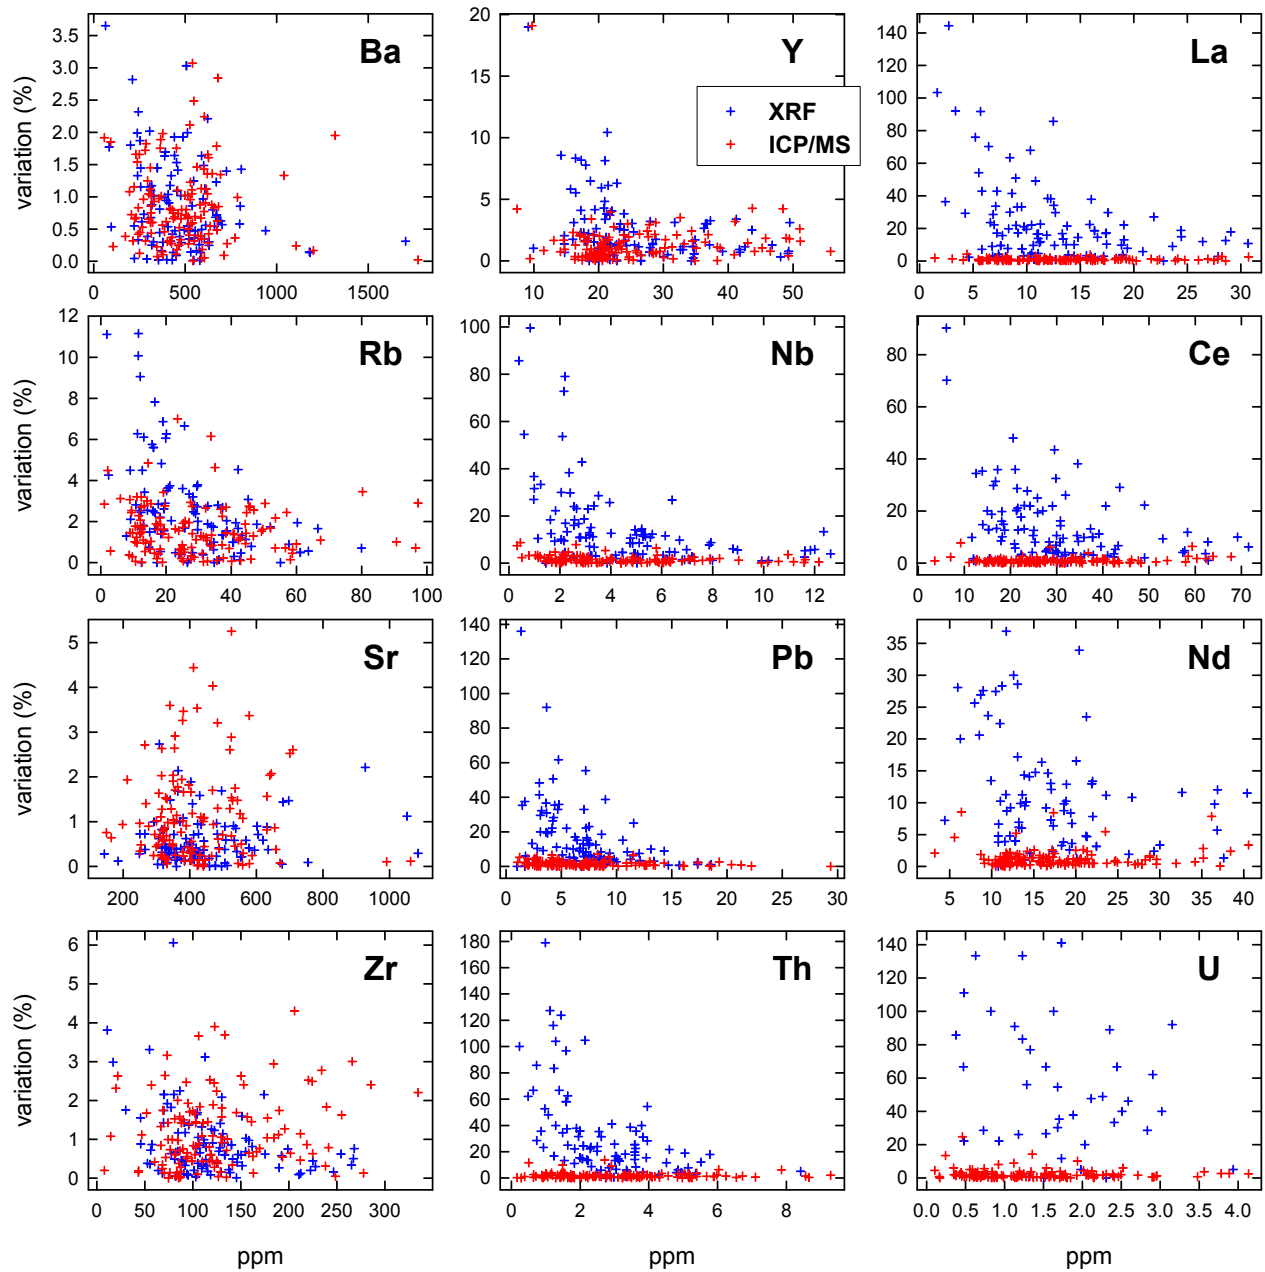 Ba
Y
La
XRF
ICP/MS
variation (%)
3.5
3.0
2.5
2.0
1.5
1.0
0.5
0.0
0 500 1000 1500
20
15
10
5
0
10 20 30 40 50
140
120
100
80
60
40
20
0
0 5 10 15 20 25 30
Rb
Nb
Ce
variation (%)
12
10
8
6
4
2
0
0 20 40 60 80 100
100
80
60
40
20
0
0 2 4 6 8 10 12
80
60
40
20
0
0 10 20 30 40 50 60 70
Sr
Pb
Nd
variation (%)
5
4
3
2
1
0
200 400 600 800 1000
140
120
100
80
60
40
20
0
0 5 10 15 20 25 30
35
30
25
20
15
10
5
0
5 10 15 20 25 30 35 40
Zr
Th
U
variation (%)
6
5
4
3
2
1
0
0 50 100 150 200 250 300
180
160
140
120
100
80
60
40
20
0
0 2 4 6 8
140
120
100
80
60
40
20
0
0.0 0.5 1.0 1.5 2.0 2.5 3.0 3.5 4.0
ppm ppm ppm